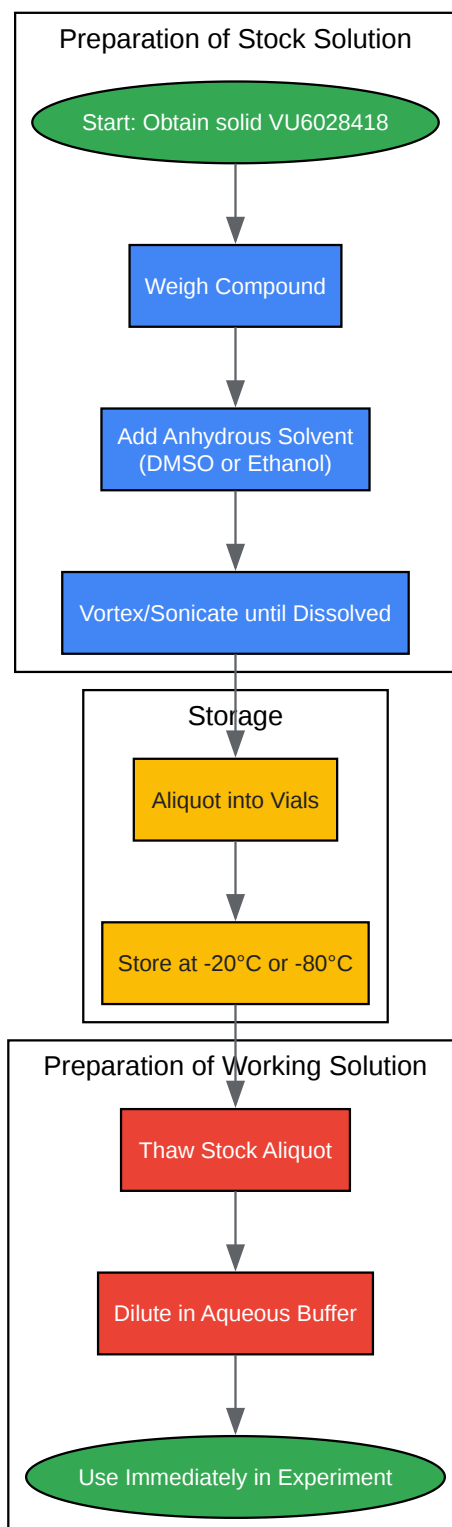 Preparation of Stock Solution
Start: Obtain solid VU6028418
Weigh Compound
Add Anhydrous Solvent
(DMSO or Ethanol)
Vortex/Sonicate until Dissolved
Storage
Aliquot into Vials
Store at -20°C or -80°C
Preparation of Working Solution
Thaw Stock Aliquot
Dilute in Aqueous Buffer
Use Immediately in Experiment